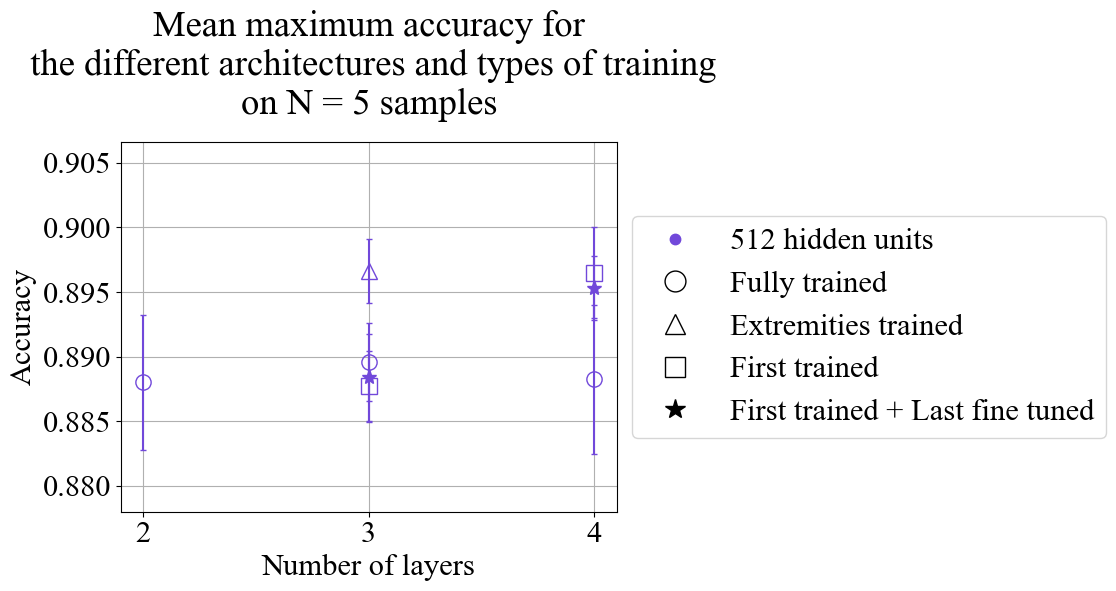 Mean maximum accuracy for
the different architectures and types of training
on N = 5 samples
0.905
0.900
0.895
0.890
0.885
0.880
Accuracy
2 3 4
Number of layers
512 hidden units
Fully trained
Extremities trained
First trained
First trained + Last fine tuned